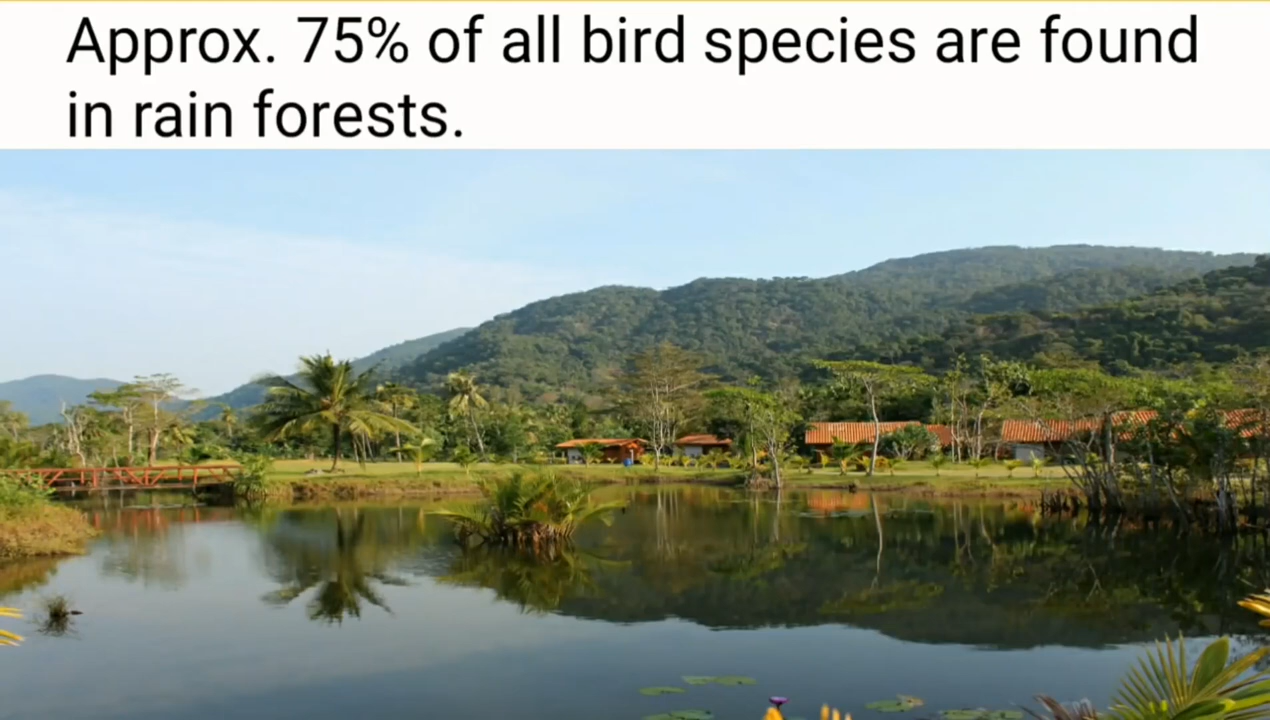 Approx. 75% of all bird species are found
in rain forests.